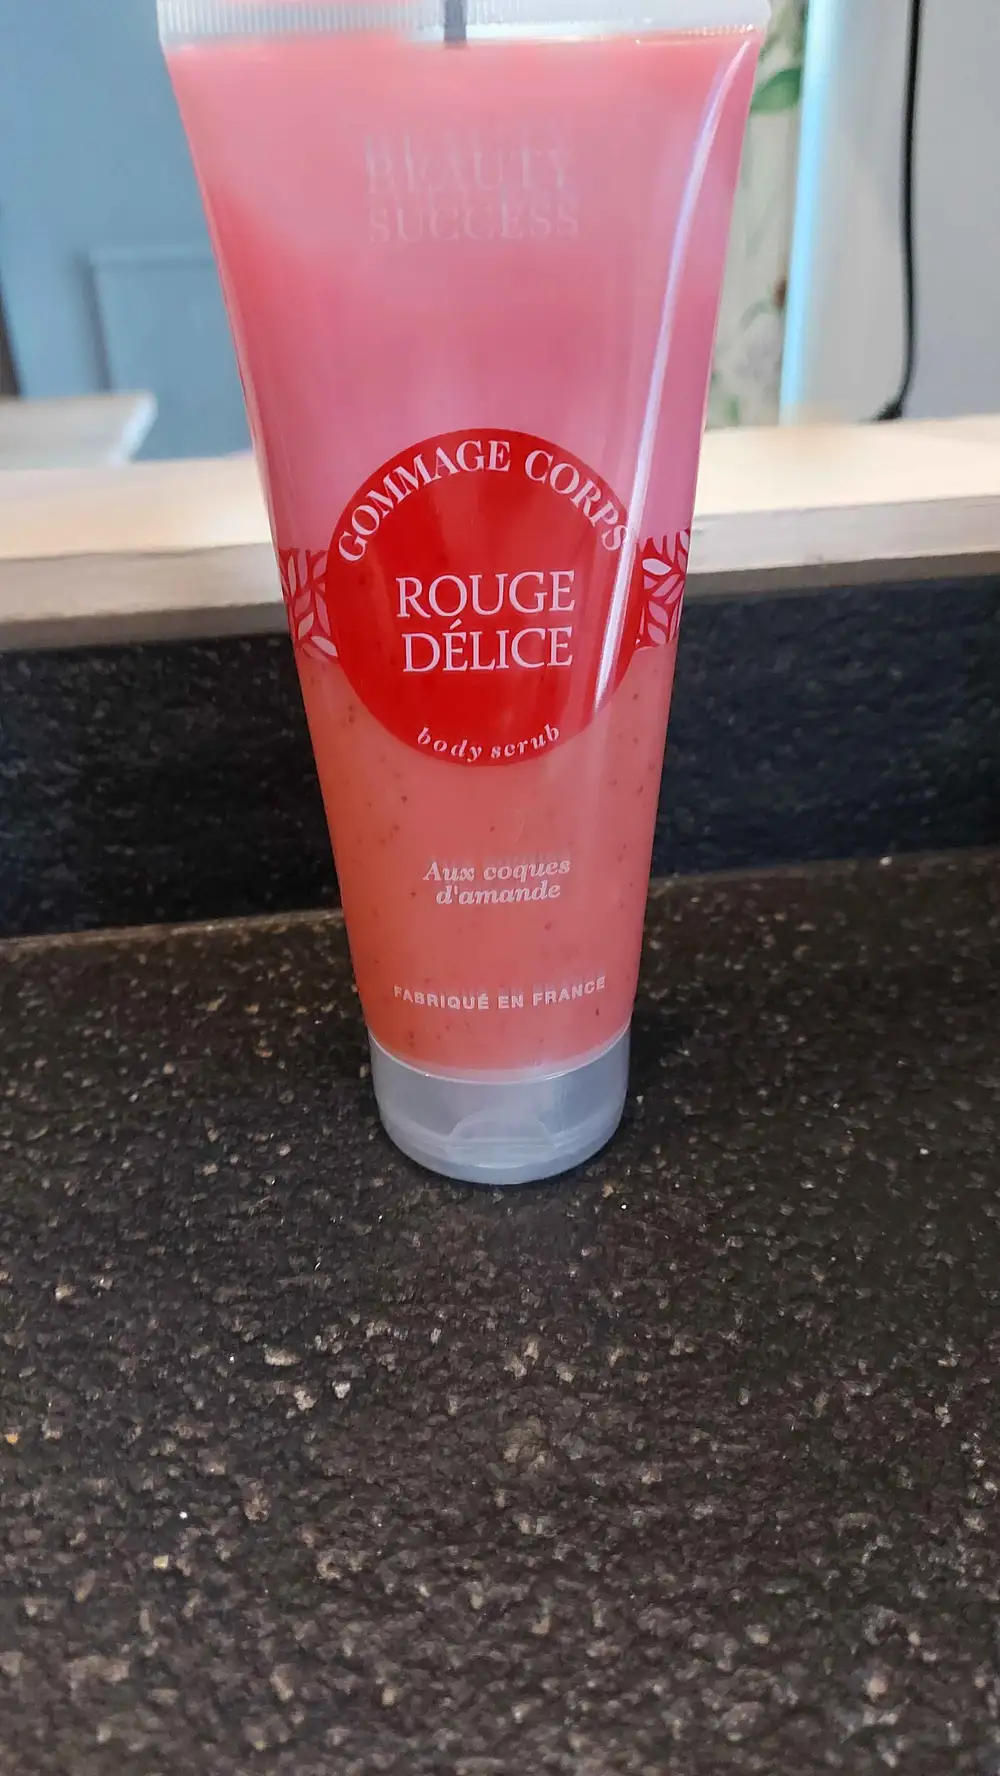 BEAUTY
SUCCESS
GOMMAGE CORPS
ROUGE
DÉLICE
body scrub
Aux coques
d'amande
FABRIQUÉ EN FRANCE